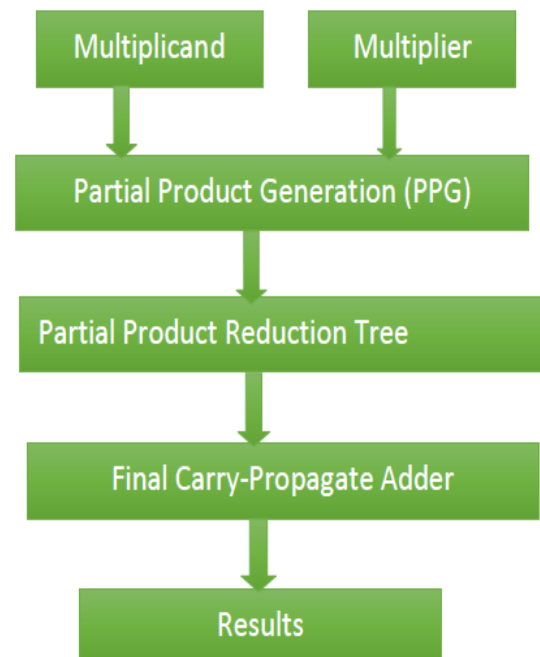 Multiplicand
Multiplier
Partial Product Generation (PPG)
Partial Product Reduction Tree
Final Carry-Propagate Adder
Results